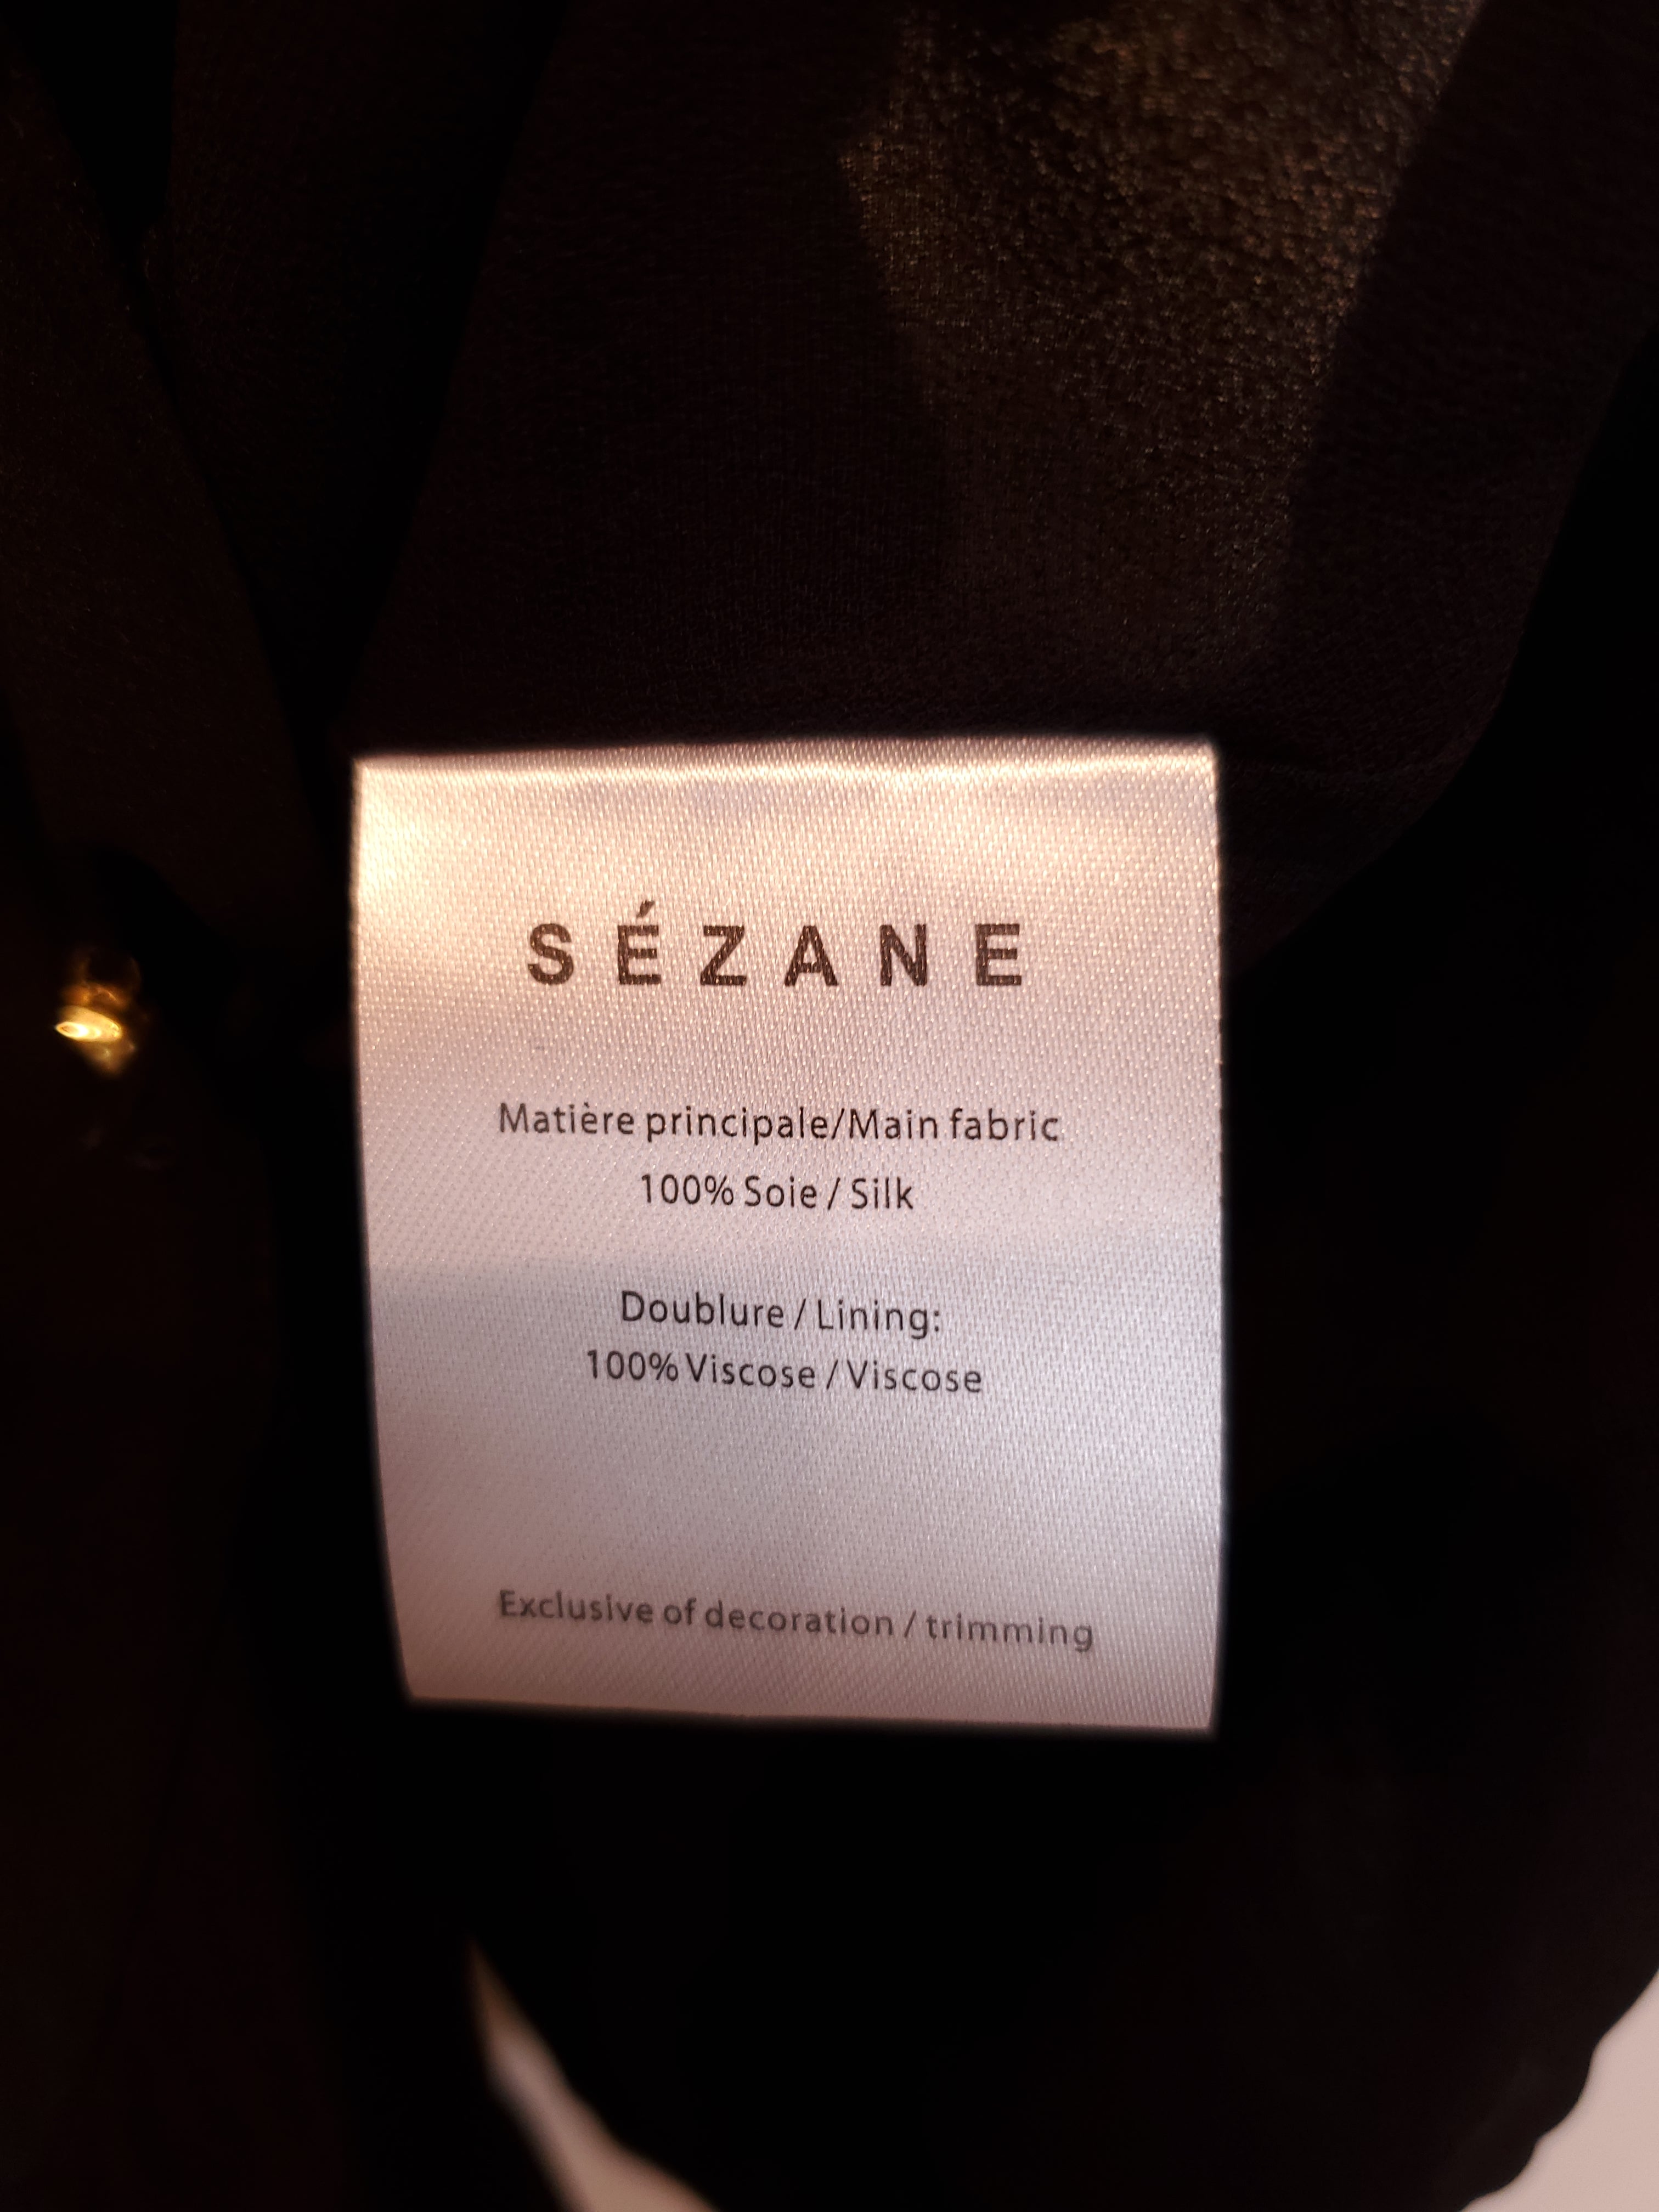 SÉZANE
Matière principale/Main fabric
100% Soie / Silk
Doublure / Lining:
100% Viscose / Viscose
Exclusive of decoration / trimming